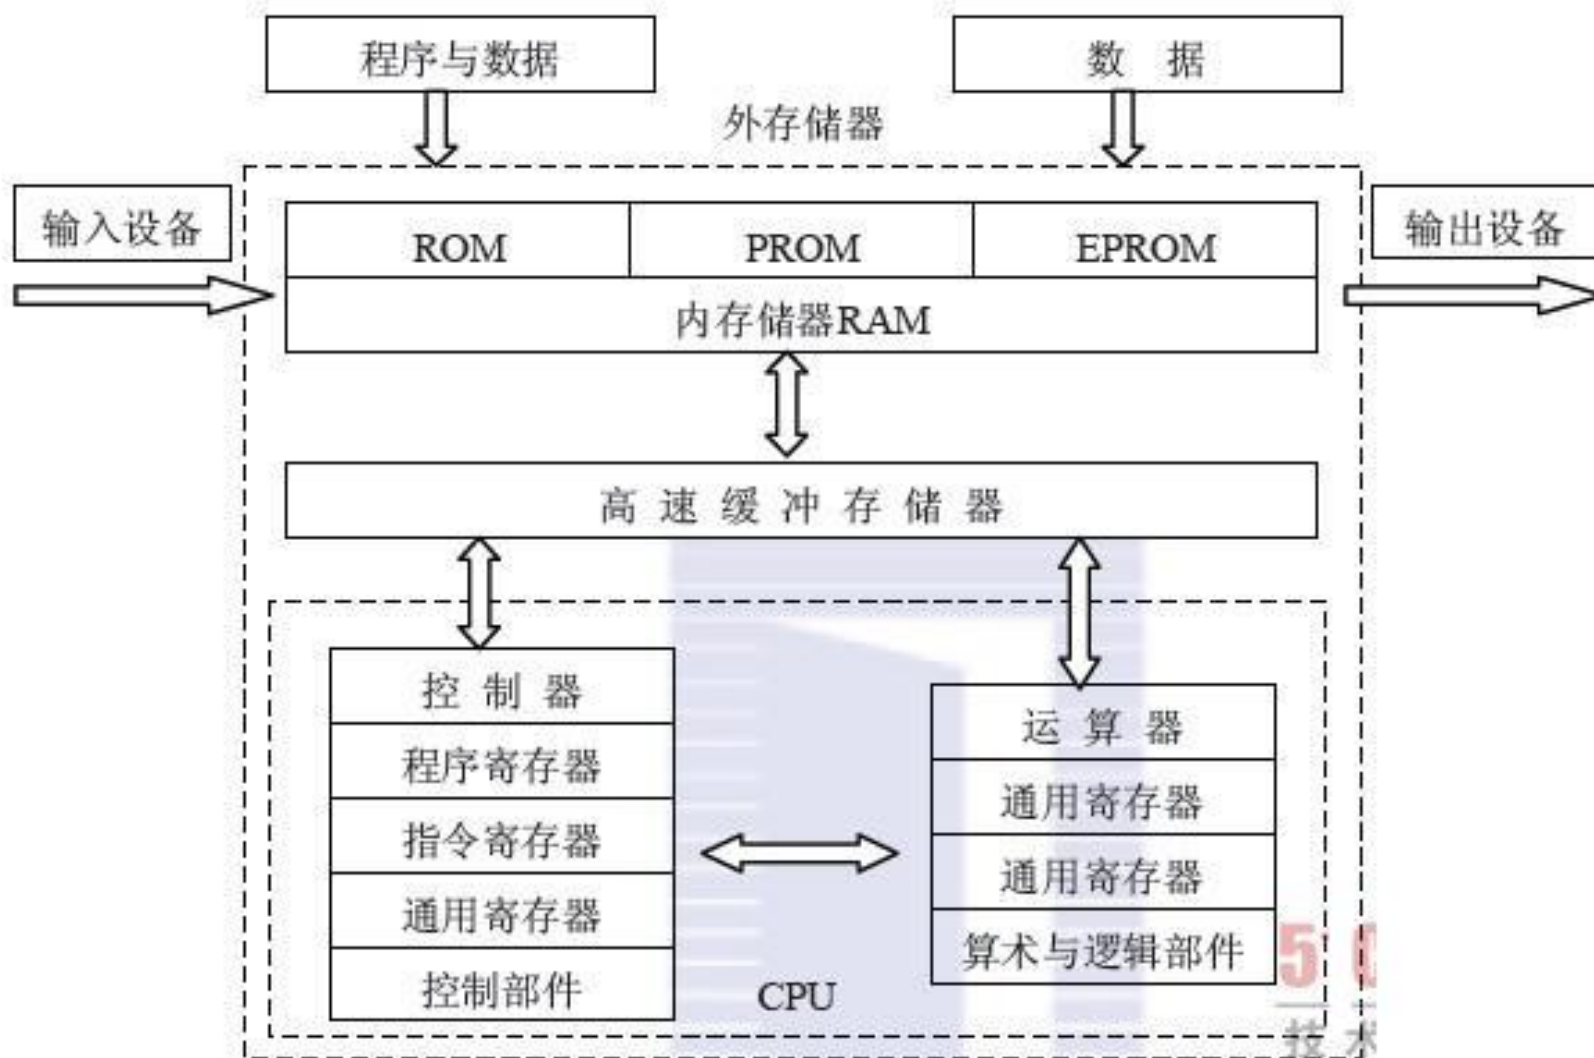 程序与数据
数 据
外存储器
输入设备
输出设备
ROM
PROM
EPROM
内存储器RAM
高速缓冲存储器
控制器
程序寄存器
指令寄存器
通用寄存器
控制部件
运算器
通用寄存器
通用寄存器
算术与逻辑部件
CPU
5
技术